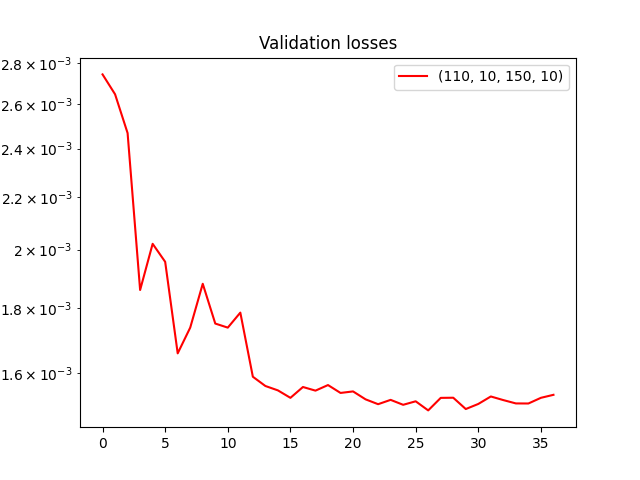 Validation losses
(110, 10, 150, 10)
2.8 × 10⁻³
2.6 × 10⁻³
2.4 × 10⁻³
2.2 × 10⁻³
2 × 10⁻³
1.8 × 10⁻³
1.6 × 10⁻³
0 5 10 15 20 25 30 35